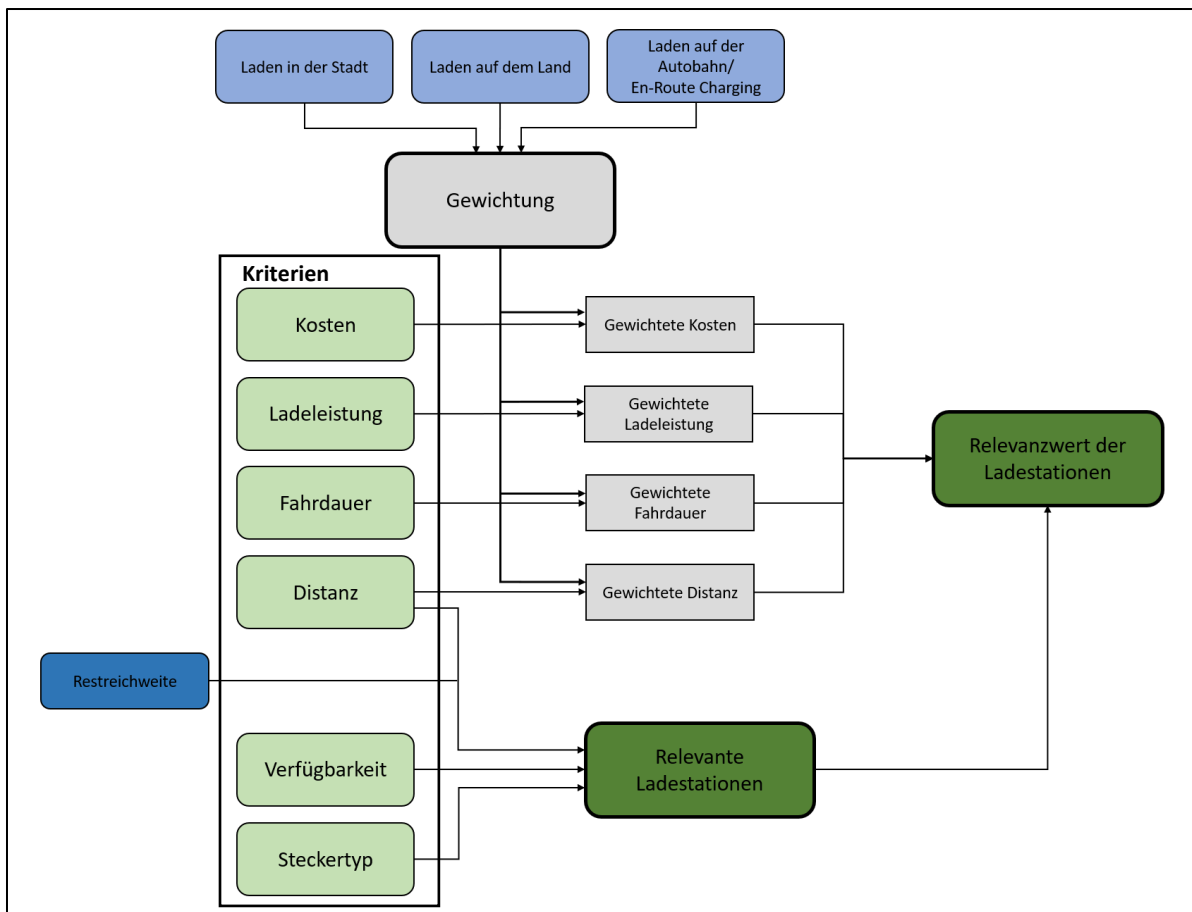 Laden in der Stadt
Laden auf dem Land
Laden auf der
Autobahn/
En-Route Charging
Gewichtung
Kriterien
Kosten
Gewichtete Kosten
Ladeleistung
Gewichtete
Ladeleistung
Relevanzwert der
Ladestationen
Fahrdauer
Gewichtete
Fahrdauer
Distanz
Gewichtete Distanz
Restreichweite
Verfügbarkeit
Relevante
Ladestationen
Steckertyp